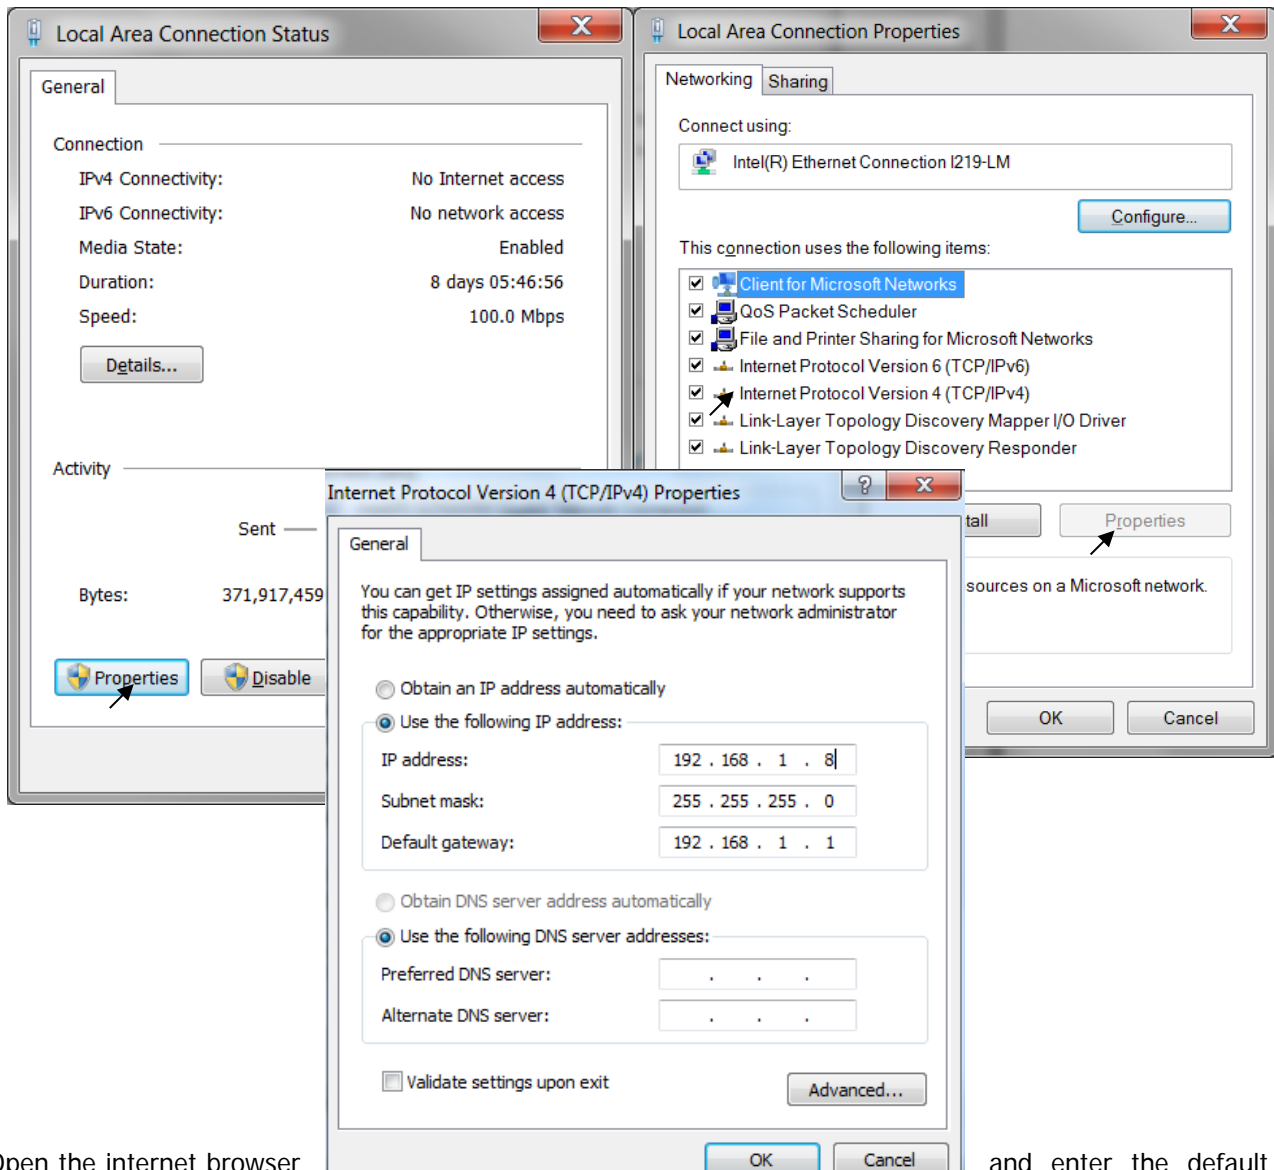 Local Area Connection Status
General
Connection
IPv4 Connectivity: No Internet access
IPv6 Connectivity: No network access
Media State: Enabled
Duration: 8 days 05:46:56
Speed: 100.0 Mbps
Details...
Activity
Sent
Bytes: 371,917,459
Properties Disable
Local Area Connection Properties
Networking Sharing
Connect using:
Intel(R) Ethernet Connection I219-LM
Configure...
This connection uses the following items:
Client for Microsoft Networks
QoS Packet Scheduler
File and Printer Sharing for Microsoft Networks
Internet Protocol Version 6 (TCP/IPv6)
Internet Protocol Version 4 (TCP/IPv4)
Link-Layer Topology Discovery Mapper I/O Driver
Link-Layer Topology Discovery Responder
tall Properties
sources on a Microsoft network.
OK Cancel
Internet Protocol Version 4 (TCP/IPv4) Properties
General
You can get IP settings assigned automatically if your network supports
this capability. Otherwise, you need to ask your network administrator
for the appropriate IP settings.
Obtain an IP address automatically
Use the following IP address:
IP address: 192 . 168 . 1 . 8
Subnet mask: 255 . 255 . 255 . 0
Default gateway: 192 . 168 . 1 . 1
Obtain DNS server address automatically
Use the following DNS server addresses:
Preferred DNS server: . . .
Alternate DNS server: . . .
Validate settings upon exit
Advanced...
OK Cancel
Open the internet browser and enter the default